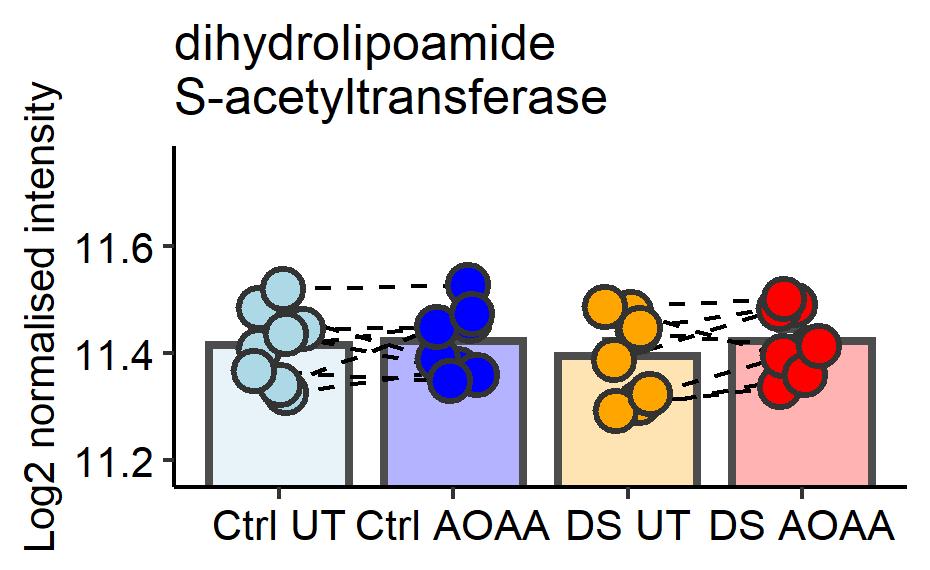 dihydrolipoamide
S-acetyltransferase
Log2 normalised intensity
11.6
11.4
11.2
Ctrl UT Ctrl AOAA DS UT DS AOAA